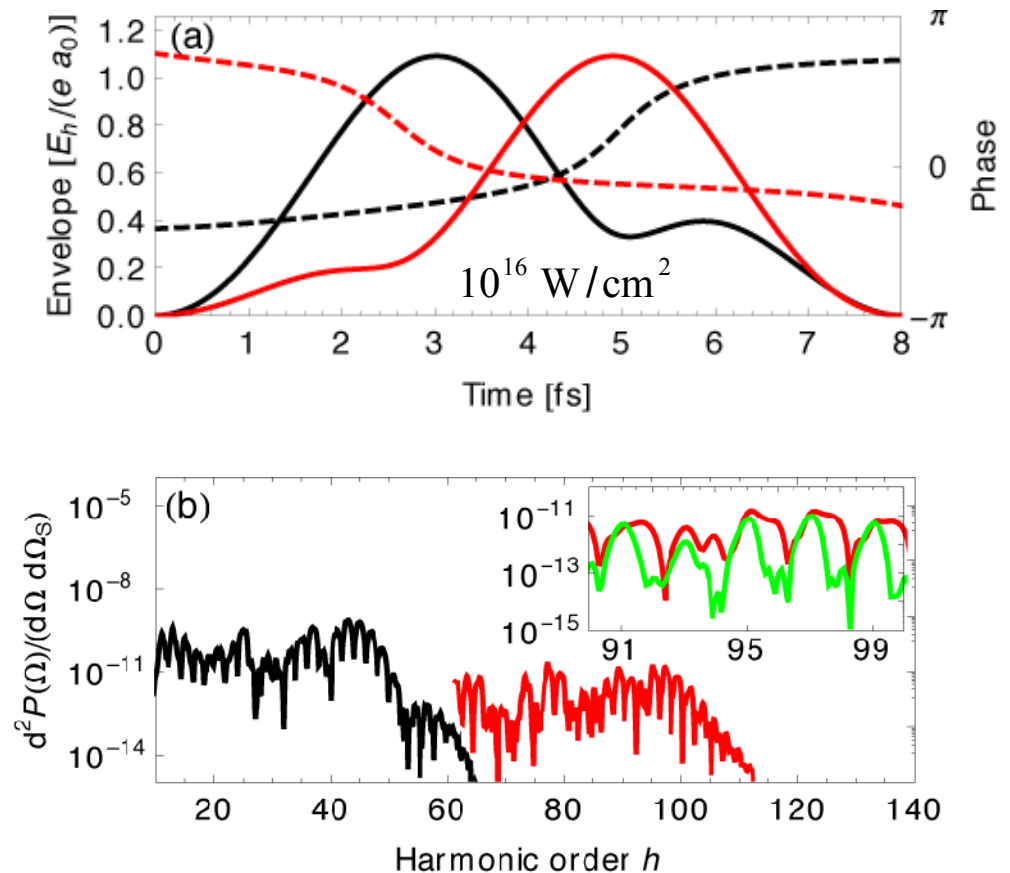 (a)
Envelope [E_h/(e a_0)]
1.2
1.0
0.8
0.6
0.4
0.2
0.0
π
0
−π
Phase
10^16 W/cm^2
0 1 2 3 4 5 6 7 8
Time [fs]
(b)
d^2P(Ω)/(dΩ dΩ_S)
10^-5
10^-8
10^-11
10^-14
10^-11
10^-13
10^-15
91 95 99
20 40 60 80 100 120 140
Harmonic order h